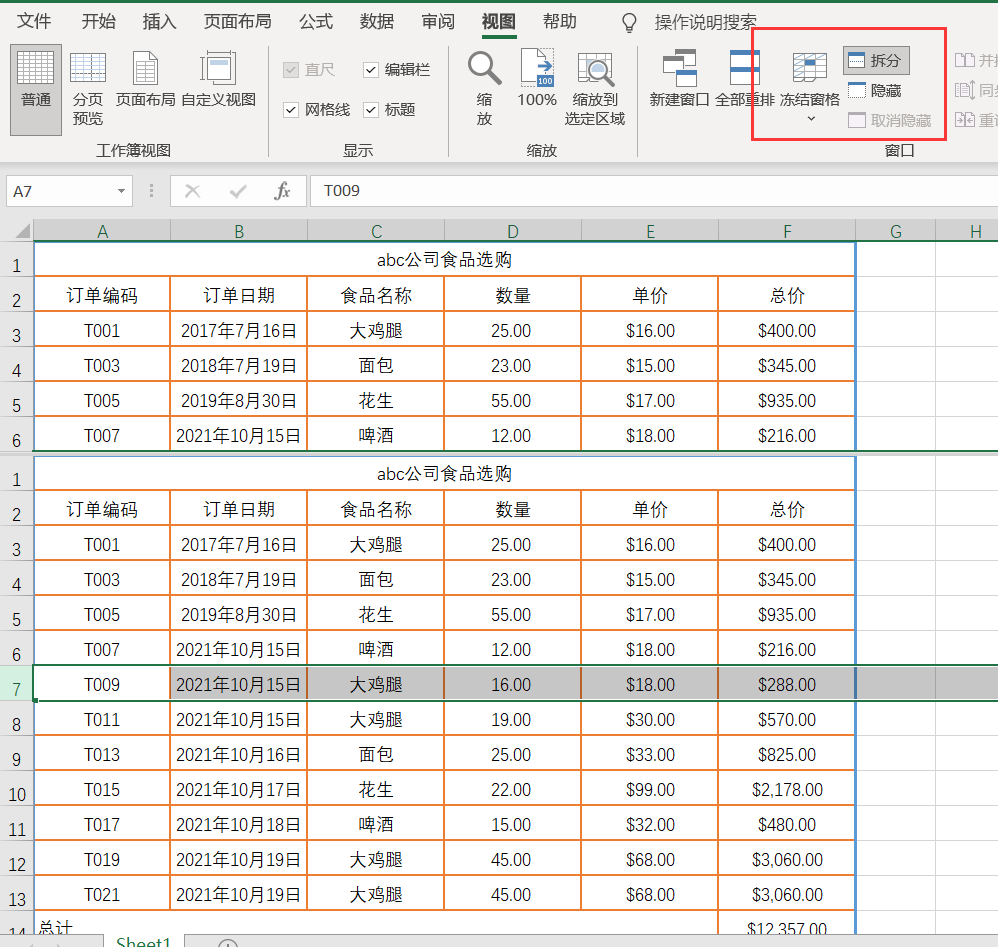 文件 开始 插入 页面布局 公式 数据 审阅 视图 帮助 操作说明搜索
普通 分页预览 页面布局 自定义视图
工作簿视图
直尺 编辑栏
网格线 标题
显示
缩放 100% 100 缩放到选定区域
缩放
新建窗口 全部重排 冻结窗格
拆分
隐藏
取消隐藏
窗口
并排
同步
重设
A7 fx T009
A B C D E F G H
1 abc公司食品选购
2 订单编码 订单日期 食品名称 数量 单价 总价
3 T001 2017年7月16日 大鸡腿 25.00 $16.00 $400.00
4 T003 2018年7月19日 面包 23.00 $15.00 $345.00
5 T005 2019年8月30日 花生 55.00 $17.00 $935.00
6 T007 2021年10月15日 啤酒 12.00 $18.00 $216.00
1 abc公司食品选购
2 订单编码 订单日期 食品名称 数量 单价 总价
3 T001 2017年7月16日 大鸡腿 25.00 $16.00 $400.00
4 T003 2018年7月19日 面包 23.00 $15.00 $345.00
5 T005 2019年8月30日 花生 55.00 $17.00 $935.00
6 T007 2021年10月15日 啤酒 12.00 $18.00 $216.00
7 T009 2021年10月15日 大鸡腿 16.00 $18.00 $288.00
8 T011 2021年10月15日 大鸡腿 19.00 $30.00 $570.00
9 T013 2021年10月16日 面包 25.00 $33.00 $825.00
10 T015 2021年10月17日 花生 22.00 $99.00 $2,178.00
11 T017 2021年10月18日 啤酒 15.00 $32.00 $480.00
12 T019 2021年10月19日 大鸡腿 45.00 $68.00 $3,060.00
13 T021 2021年10月19日 大鸡腿 45.00 $68.00 $3,060.00
14 总计 $12,357.00
Sheet1